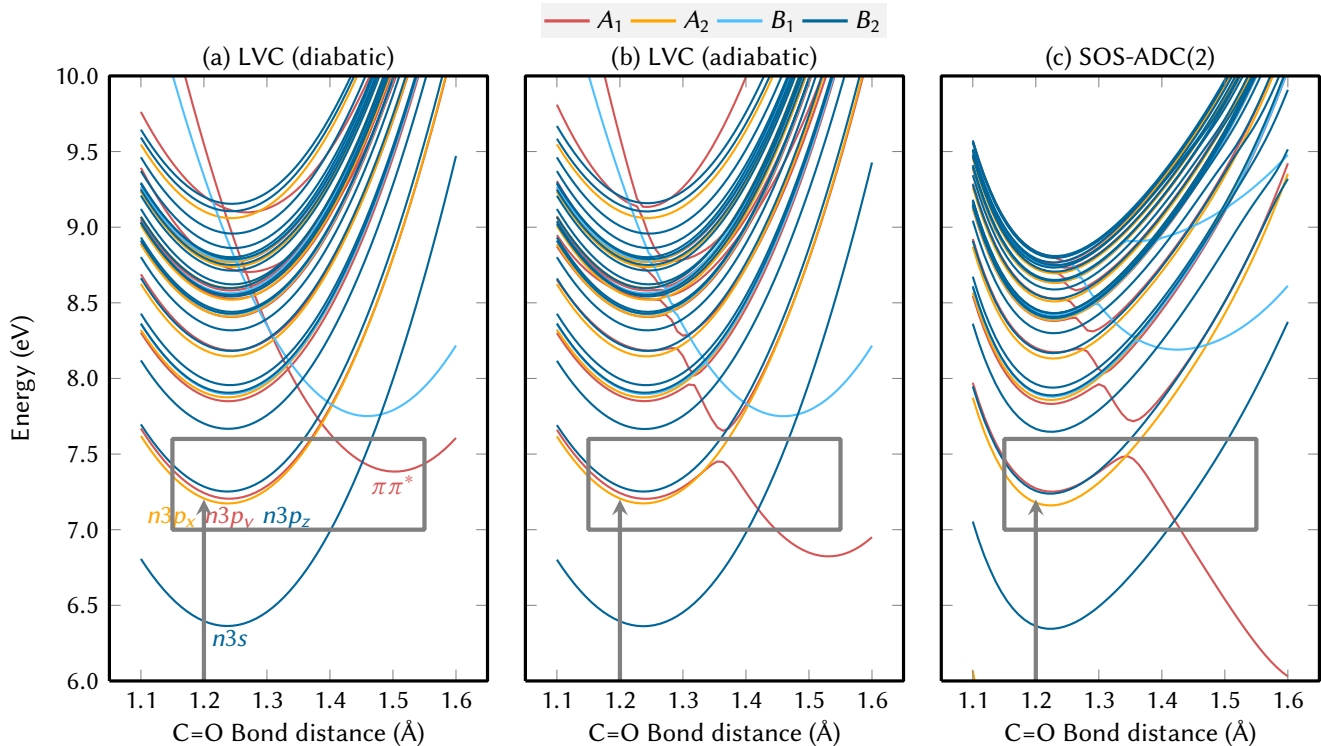 A₁ A₂ B₁ B₂
(a) LVC (diabatic) (b) LVC (adiabatic) (c) SOS-ADC(2)
Energy (eV)
10.0
9.5
9.0
8.5
8.0
7.5
7.0
6.5
6.0
ππ*
n3pₓ n3p_y n3p_z
n3s
1.1 1.2 1.3 1.4 1.5 1.6 1.1 1.2 1.3 1.4 1.5 1.6 1.1 1.2 1.3 1.4 1.5 1.6
C=O Bond distance (Å) C=O Bond distance (Å) C=O Bond distance (Å)